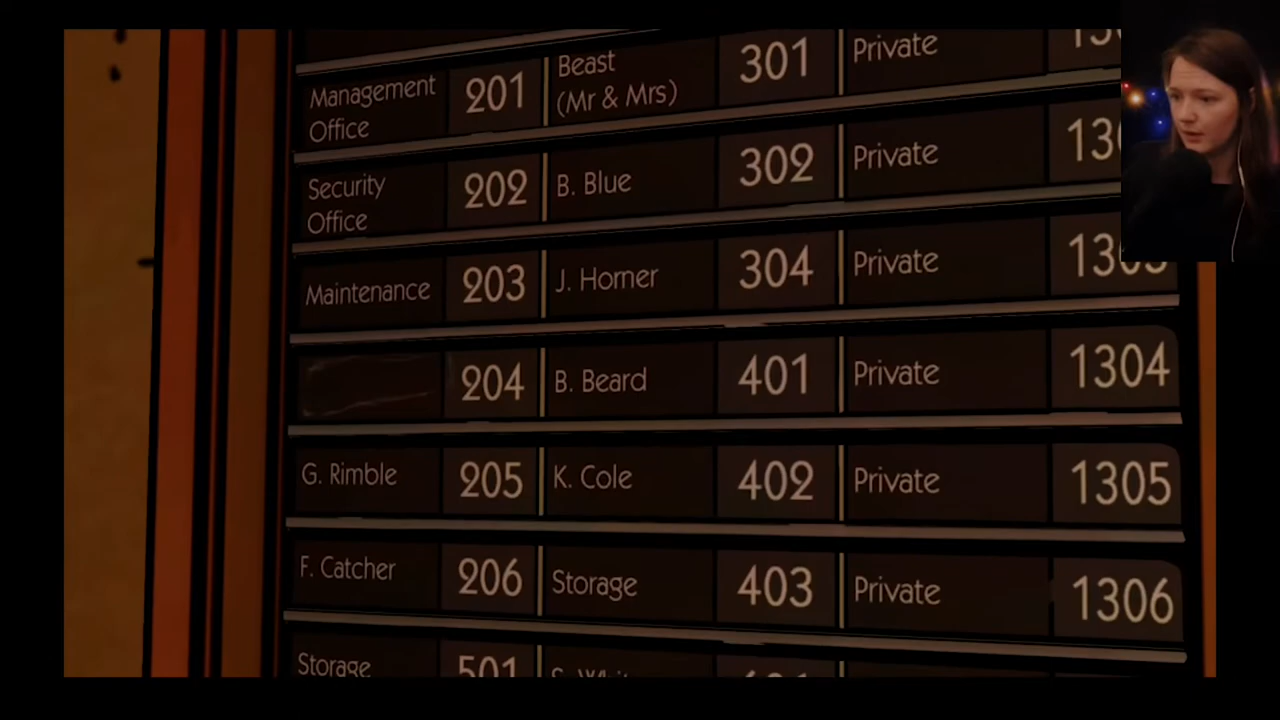 Management
Office
201
Beast
(Mr & Mrs)
301
Private
Security
Office
202
B. Blue
302
Private
Maintenance
203
J. Horner
304
Private
204
B. Beard
401
Private
1304
G. Rimble
205
K. Cole
402
Private
1305
F. Catcher
206
Storage
403
Private
1306
Storage
501